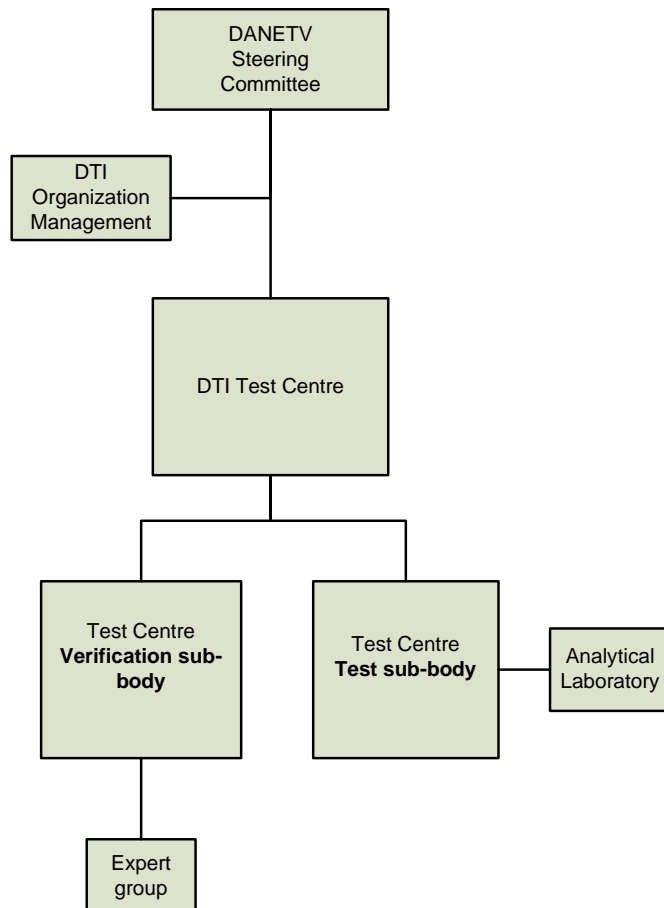 DANETV
Steering
Committee
DTI
Organization
Management
DTI Test Centre
Test Centre
Verification sub-
body
Test Centre
Test sub-body
Analytical
Laboratory
Expert
group